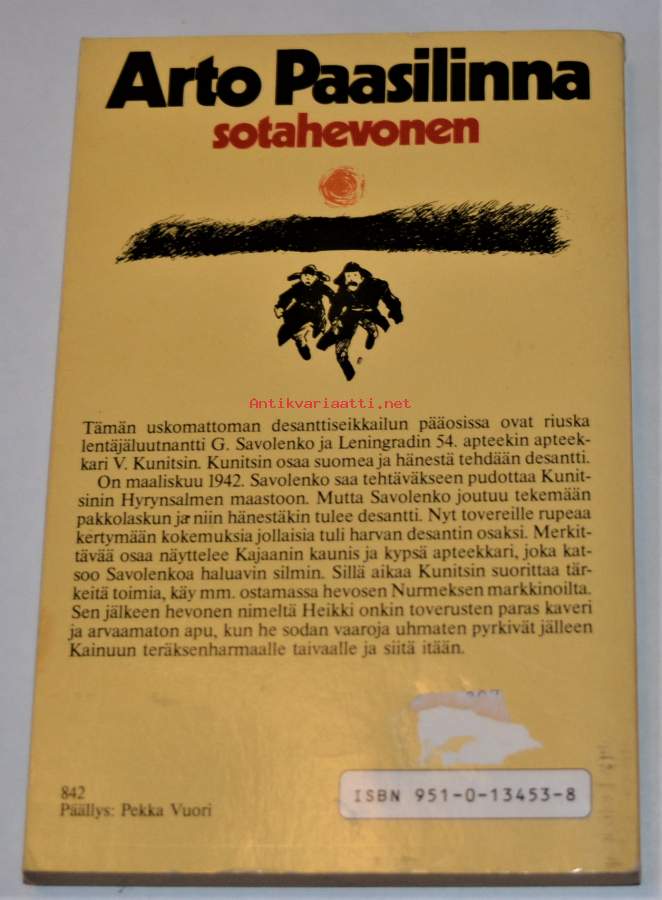 Arto Paasilinna
sotahevonen
Antikvariaatti.net
Tämän uskomattoman desanttiseikkailun pääosissa ovat riuska
lentäjäluutnantti G. Savolenko ja Leningradin 54. apteekin apteek-
kari V. Kunitsin. Kunitsin osaa suomea ja hänestä tehdään desantti.
On maaliskuu 1942. Savolenko saa tehtäväkseen pudottaa Kunit-
sinin Hyrynsalmen maastoon. Mutta Savolenko joutuu tekemään
pakkolaskun ja niin hänestäkin tulee desantti. Nyt tovereille rupeaa
kertymään kokemuksia jollaisia tuli harvan desantin osaksi. Merkit-
tävää osaa näyttelee Kajaanin kaunis ja kypsä apteekkari, joka kat-
soo Savolenkoa haluavin silmin. Sillä aikaa Kunitsin suorittaa tär-
keitä toimia, käy mm. ostamassa hevosen Nurmeksen markkinoilta.
Sen jälkeen hevonen nimeltä Heikki onkin toverusten paras kaveri
ja arvaamaton apu, kun he sodan vaaroja uhmaten pyrkivät jälleen
Kainuun teräksenharmaalle taivaalle ja siitä itään.
842
Päällys: Pekka Vuori
ISBN 951-0-13453-8